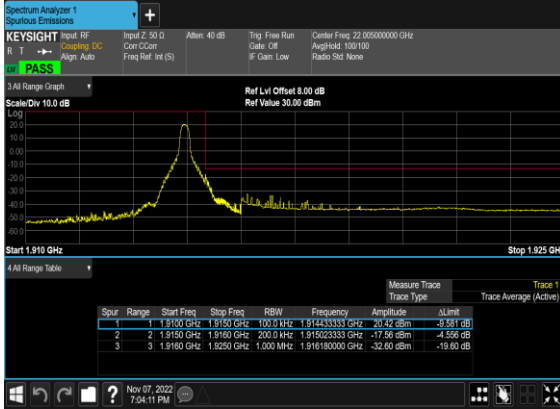 Spectrum Analyzer 1
Spurious Emissions
+
KEYSIGHT Input: RF Input Z: 50 Ω Atten: 40 dB Trig: Free Run Center Freq: 22.005000000 GHz
R T Coupling: DC Corr CCorr Gate: Off Avg|Hold: 100/100
Align: Auto Freq Ref: Int (S) IF Gain: Low Radio Std: None
PASS
3 All Range Graph Ref Lvl Offset 8.00 dB
Scale/Div 10.0 dB Ref Value 30.00 dBm
Log
20.0
10.0
0.00
-10.0
-20.0
-30.0
-40.0
-50.0
-60.0
Start 1.910 GHz Stop 1.925 GH
4 All Range Table
Measure Trace Trace 1
Trace Type Trace Average (Active)
Spur Range Start Freq Stop Freq RBW Frequency Amplitude ΔLimit
1 1 1.9100 GHz 1.9150 GHz 100.0 kHz 1.914433333 GHz 20.42 dBm -9.581 dB
2 2 1.9150 GHz 1.9160 GHz 200.0 kHz 1.915023333 GHz -17.56 dBm -4.556 dB
3 3 1.9160 GHz 1.9250 GHz 1.000 MHz 1.916180000 GHz -32.60 dBm -19.60 dB
? Nov 07, 2022
7:04:11 PM